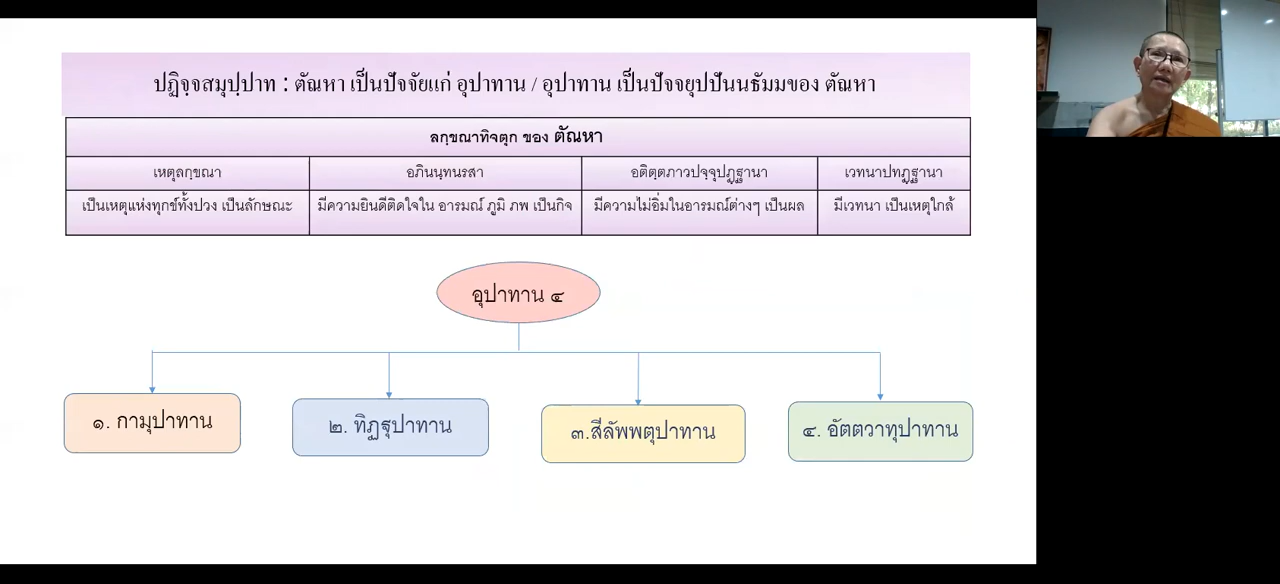 ปฏิจฺจสมุปฺปาท : ตัณหา เป็นปัจจัยแก่ อุปาทาน / อุปาทาน เป็นปัจจยุปปันนธัมมของ ตัณหา
ลกฺขณาทิจตุก ของ ตัณหา
เหตุลกฺขณา
อภินนฺทนรสา
อติตฺตภาวปจฺจุปฏฺฐานา
เวทนาปทฏฺฐานา
เป็นเหตุแห่งทุกข์ทั้งปวง เป็นลักษณะ
มีความยินดีติดใจใน อารมณ์ ภูมิ ภพ เป็นกิจ
มีความไม่อิ่มในอารมณ์ต่างๆ เป็นผล
มีเวทนา เป็นเหตุใกล้
อุปาทาน ๔
๑. กามุปาทาน
๒. ทิฏฐุปาทาน
๓.สีลัพพตุปาทาน
๔. อัตตวาทุปาทาน